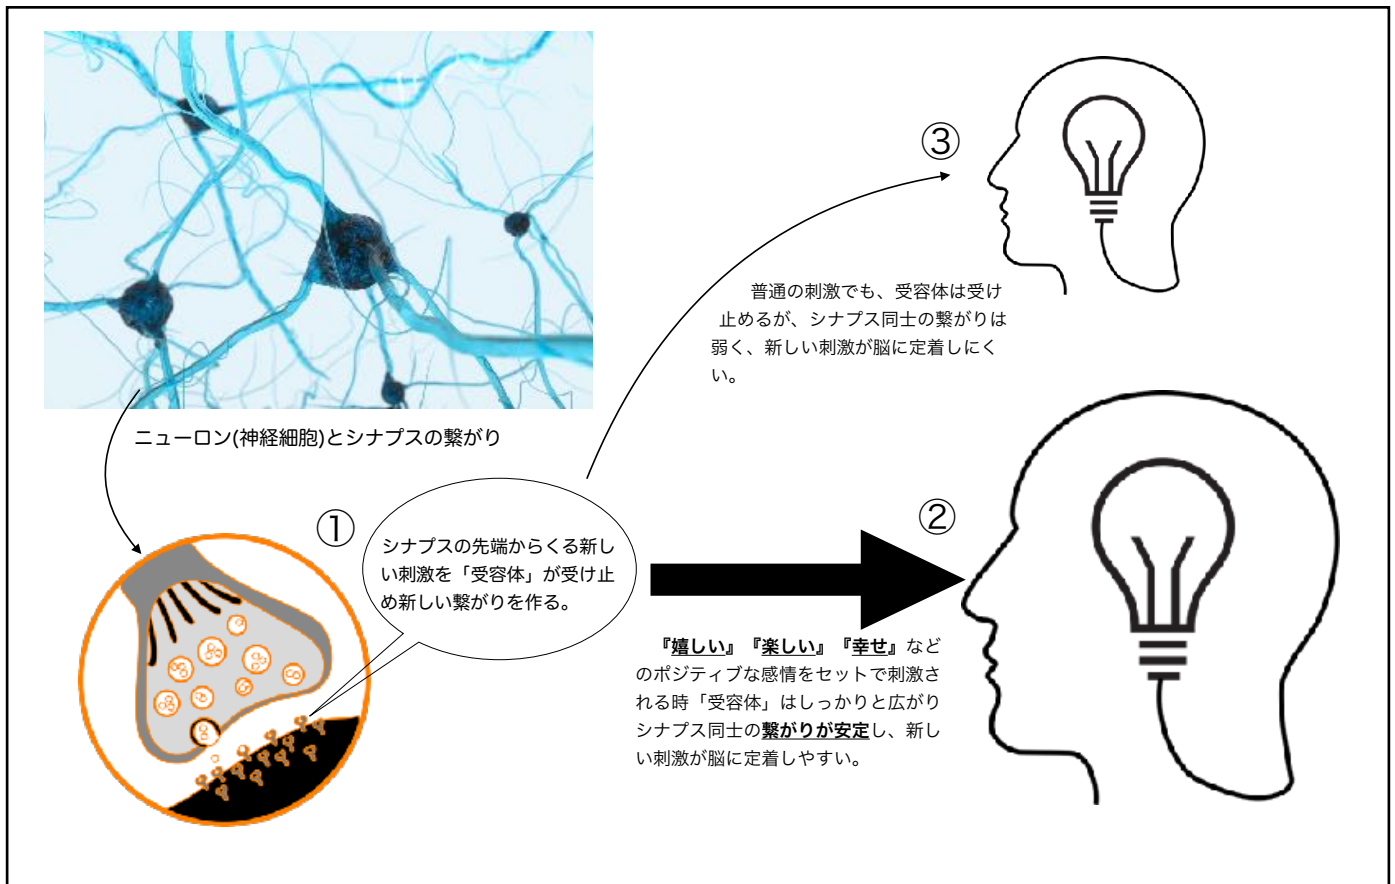 ニューロン(神経細胞)とシナプスの繋がり
①
シナプスの先端からくる新し
い刺激を「受容体」が受け止
め新しい繋がりを作る。
②
『嬉しい』『楽しい』『幸せ』など
のポジティブな感情をセットで刺激さ
れる時「受容体」はしっかりと広がり
シナプス同士の繋がりが安定し、新し
い刺激が脳に定着しやすい。
③
普通の刺激でも、受容体は受け
止めるが、シナプス同士の繋がりは
弱く、新しい刺激が脳に定着しにく
い。